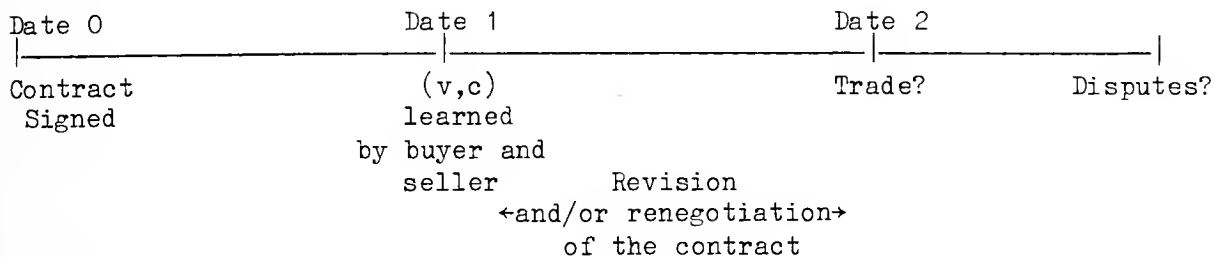 Date 0 Date 1 Date 2
Contract (v,c) Trade? Disputes?
Signed learned
by buyer and
seller Revision
←and/or renegotiation→
of the contract